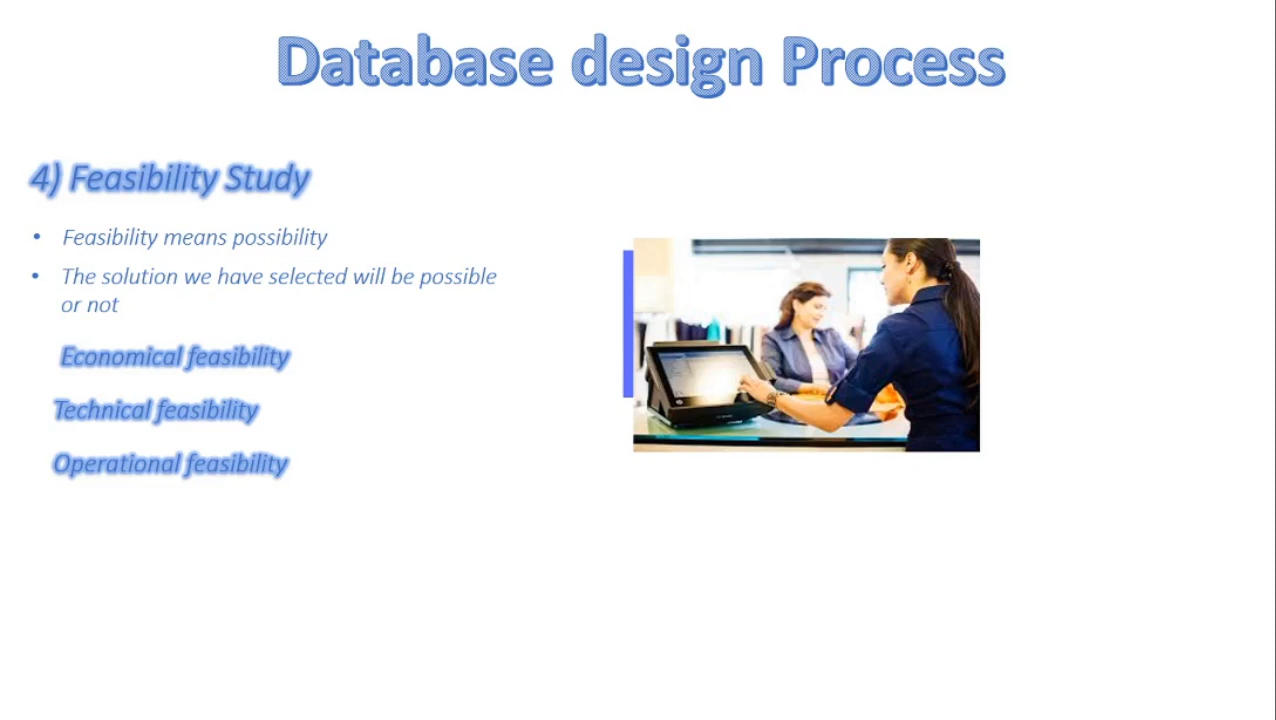 Database design Process
4) Feasibility Study
• Feasibility means possibility
• The solution we have selected will be possible
or not
Economical feasibility
Technical feasibility
Operational feasibility